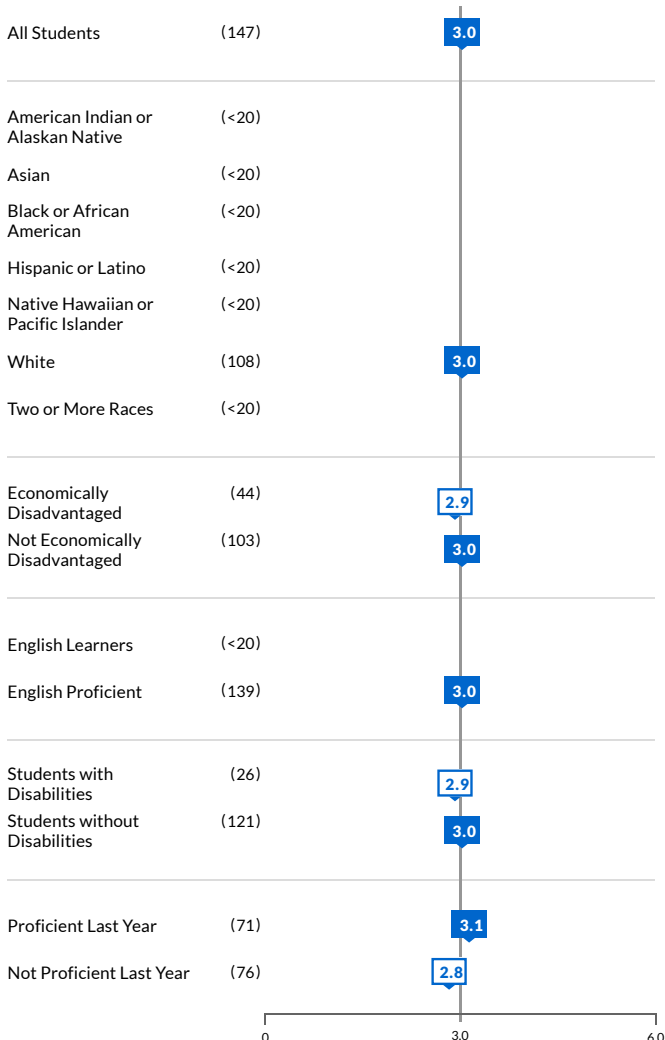 All Students (147) 3.0
American Indian or (<20)
Alaskan Native
Asian (<20)
Black or African (<20)
American
Hispanic or Latino (<20)
Native Hawaiian or (<20)
Pacific Islander
White (108) 3.0
Two or More Races (<20)
Economically (44) 2.9
Disadvantaged
Not Economically (103) 3.0
Disadvantaged
English Learners (<20)
English Proficient (139) 3.0
Students with (26) 2.9
Disabilities
Students without (121) 3.0
Disabilities
Proficient Last Year (71) 3.1
Not Proficient Last Year (76) 2.8
0 3.0 6.0